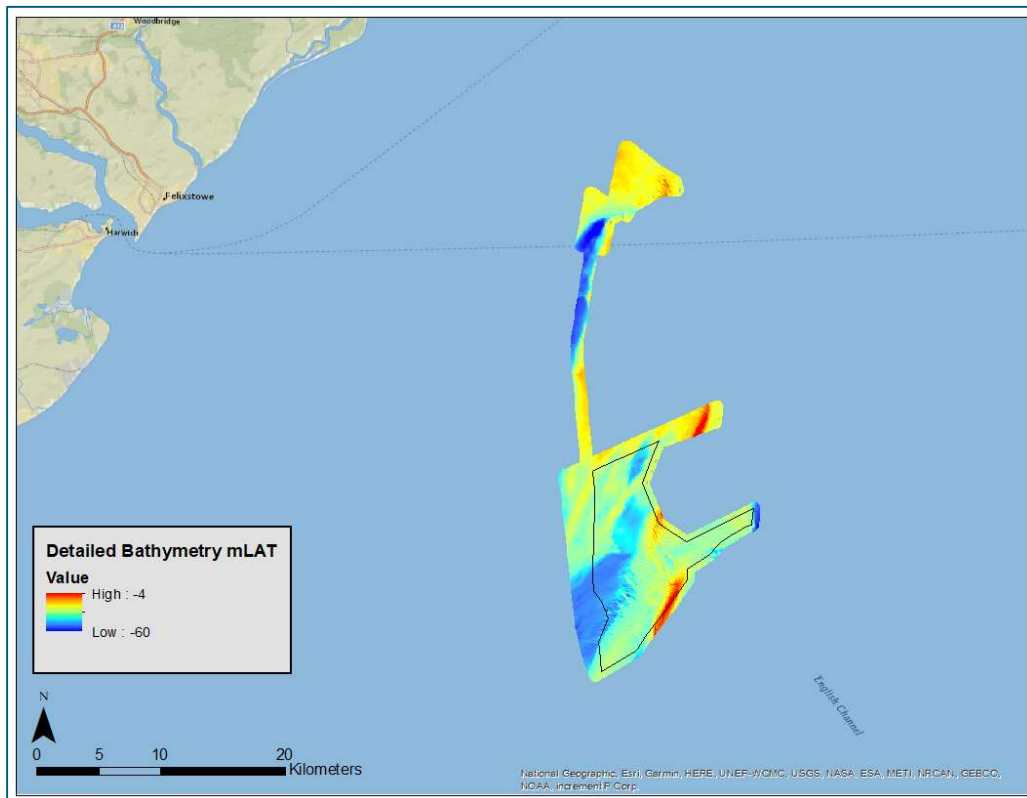 Woodbridge
A12
Felixstowe
Harwich
Detailed Bathymetry mLAT
Value
High : -4
Low : -60
English Channel
N
0 5 10 20
Kilometers
National Geographic, Esri, Garmin, HERE, UNEP-WCMC, USGS, NASA, ESA, METI, NRCAN, GEBCO,
NOAA, increment P Corp.